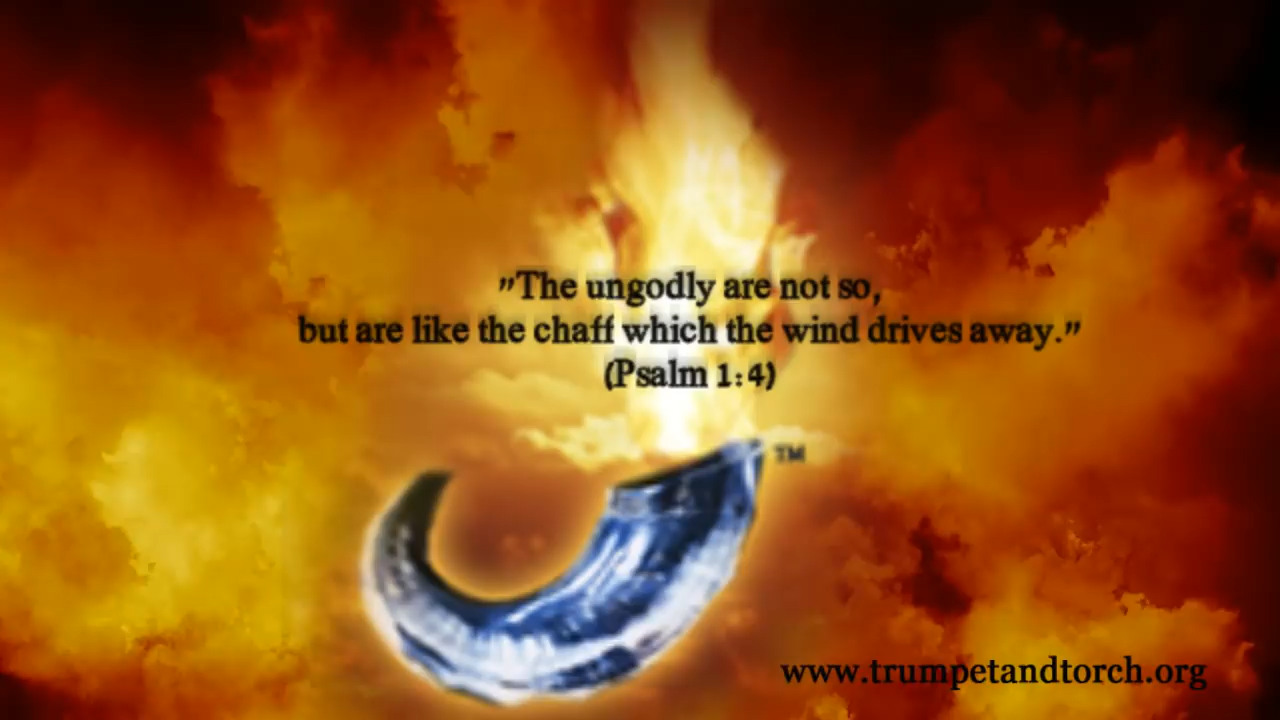 "The ungodly are not so,
but are like the chaff which the wind drives away."
(Psalm 1:4)
TM
www.trumpetandtorch.org